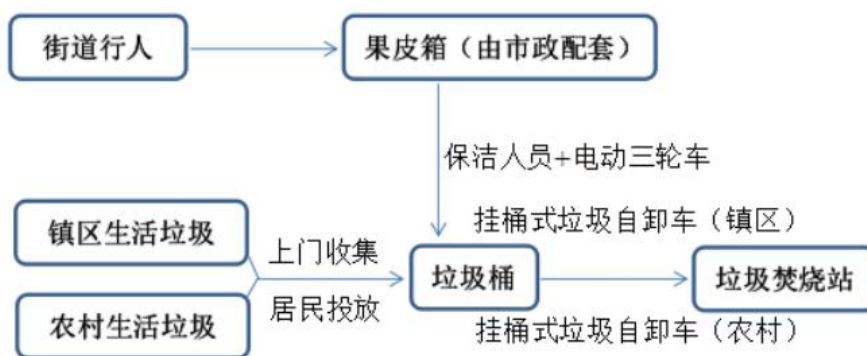 街道行人
果皮箱（由市政配套）
保洁人员+电动三轮车
镇区生活垃圾
上门收集
挂桶式垃圾自卸车（镇区）
垃圾桶
垃圾焚烧站
农村生活垃圾
居民投放
挂桶式垃圾自卸车（农村）